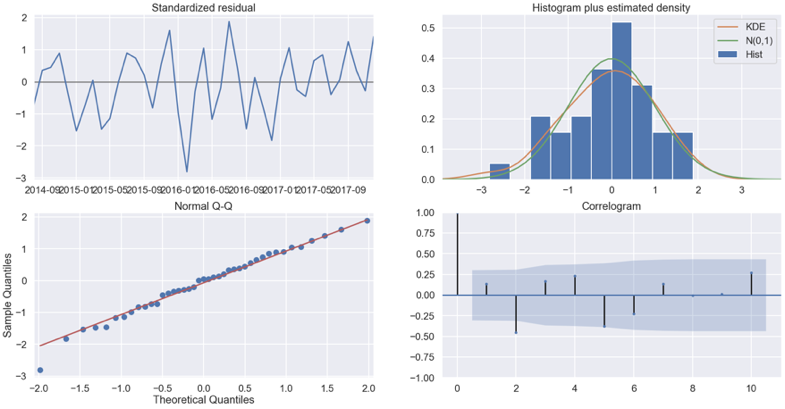 Standardized residual
2
1
0
−1
−2
−3
2014-09 2015-01 2015-05 2015-09 2016-01 2016-05 2016-09 2017-01 2017-05 2017-09
Histogram plus estimated density
KDE
N(0,1)
Hist
0.5
0.4
0.3
0.2
0.1
0.0
−3 −2 −1 0 1 2 3
Normal Q-Q
Sample Quantiles
2
1
0
−1
−2
−3
−2.0 −1.5 −1.0 −0.5 0.0 0.5 1.0 1.5 2.0
Theoretical Quantiles
Correlogram
1.00
0.75
0.50
0.25
0.00
−0.25
−0.50
−0.75
−1.00
0 2 4 6 8 10